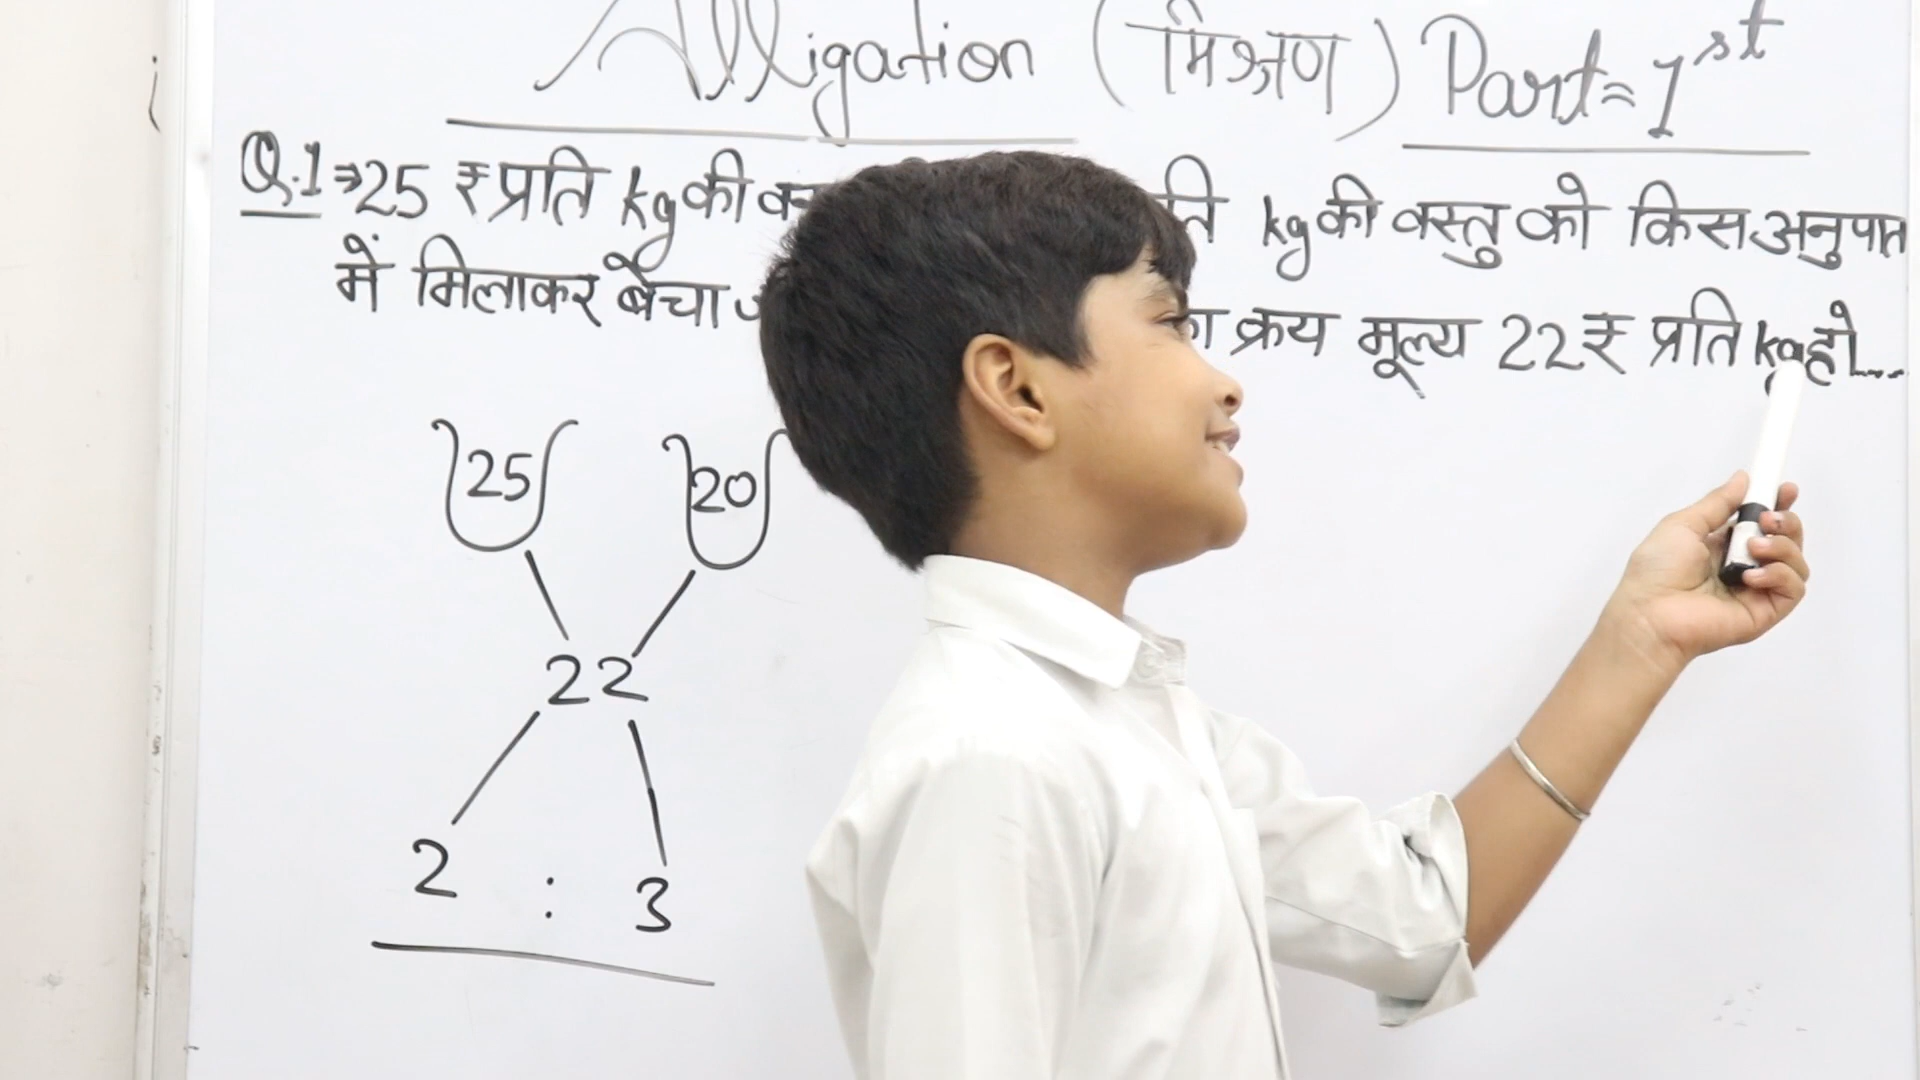 Alligation (मिश्रण) Part=1st
Q.1⇒25 ₹ प्रति kg की kg की वस्तु को किस अनुपात
में मिलाकर बेचा क्रय मूल्य 22₹ प्रति kg हो...
25 20
22
2 : 3